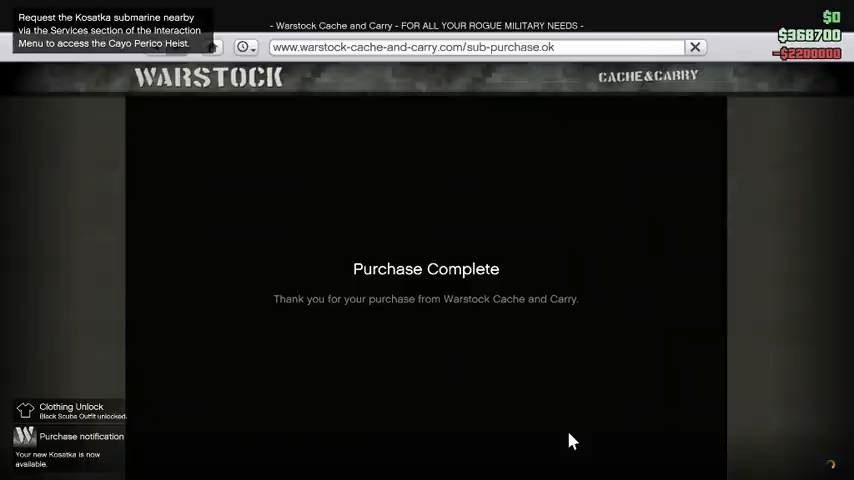 Request the Kosatka submarine nearby
via the Services section of the Interaction
Menu to access the Cayo Perico Heist.
- Warstock Cache and Carry - FOR ALL YOUR ROGUE MILITARY NEEDS -
$0
$368700
-$2200000
www.warstock-cache-and-carry.com/sub-purchase.ok
WARSTOCK
CACHE&CARRY
Purchase Complete
Thank you for your purchase from Warstock Cache and Carry.
Clothing Unlock
Black Scuba Outfit unlocked.
W
Purchase notification
Your new Kosatka is now
available.